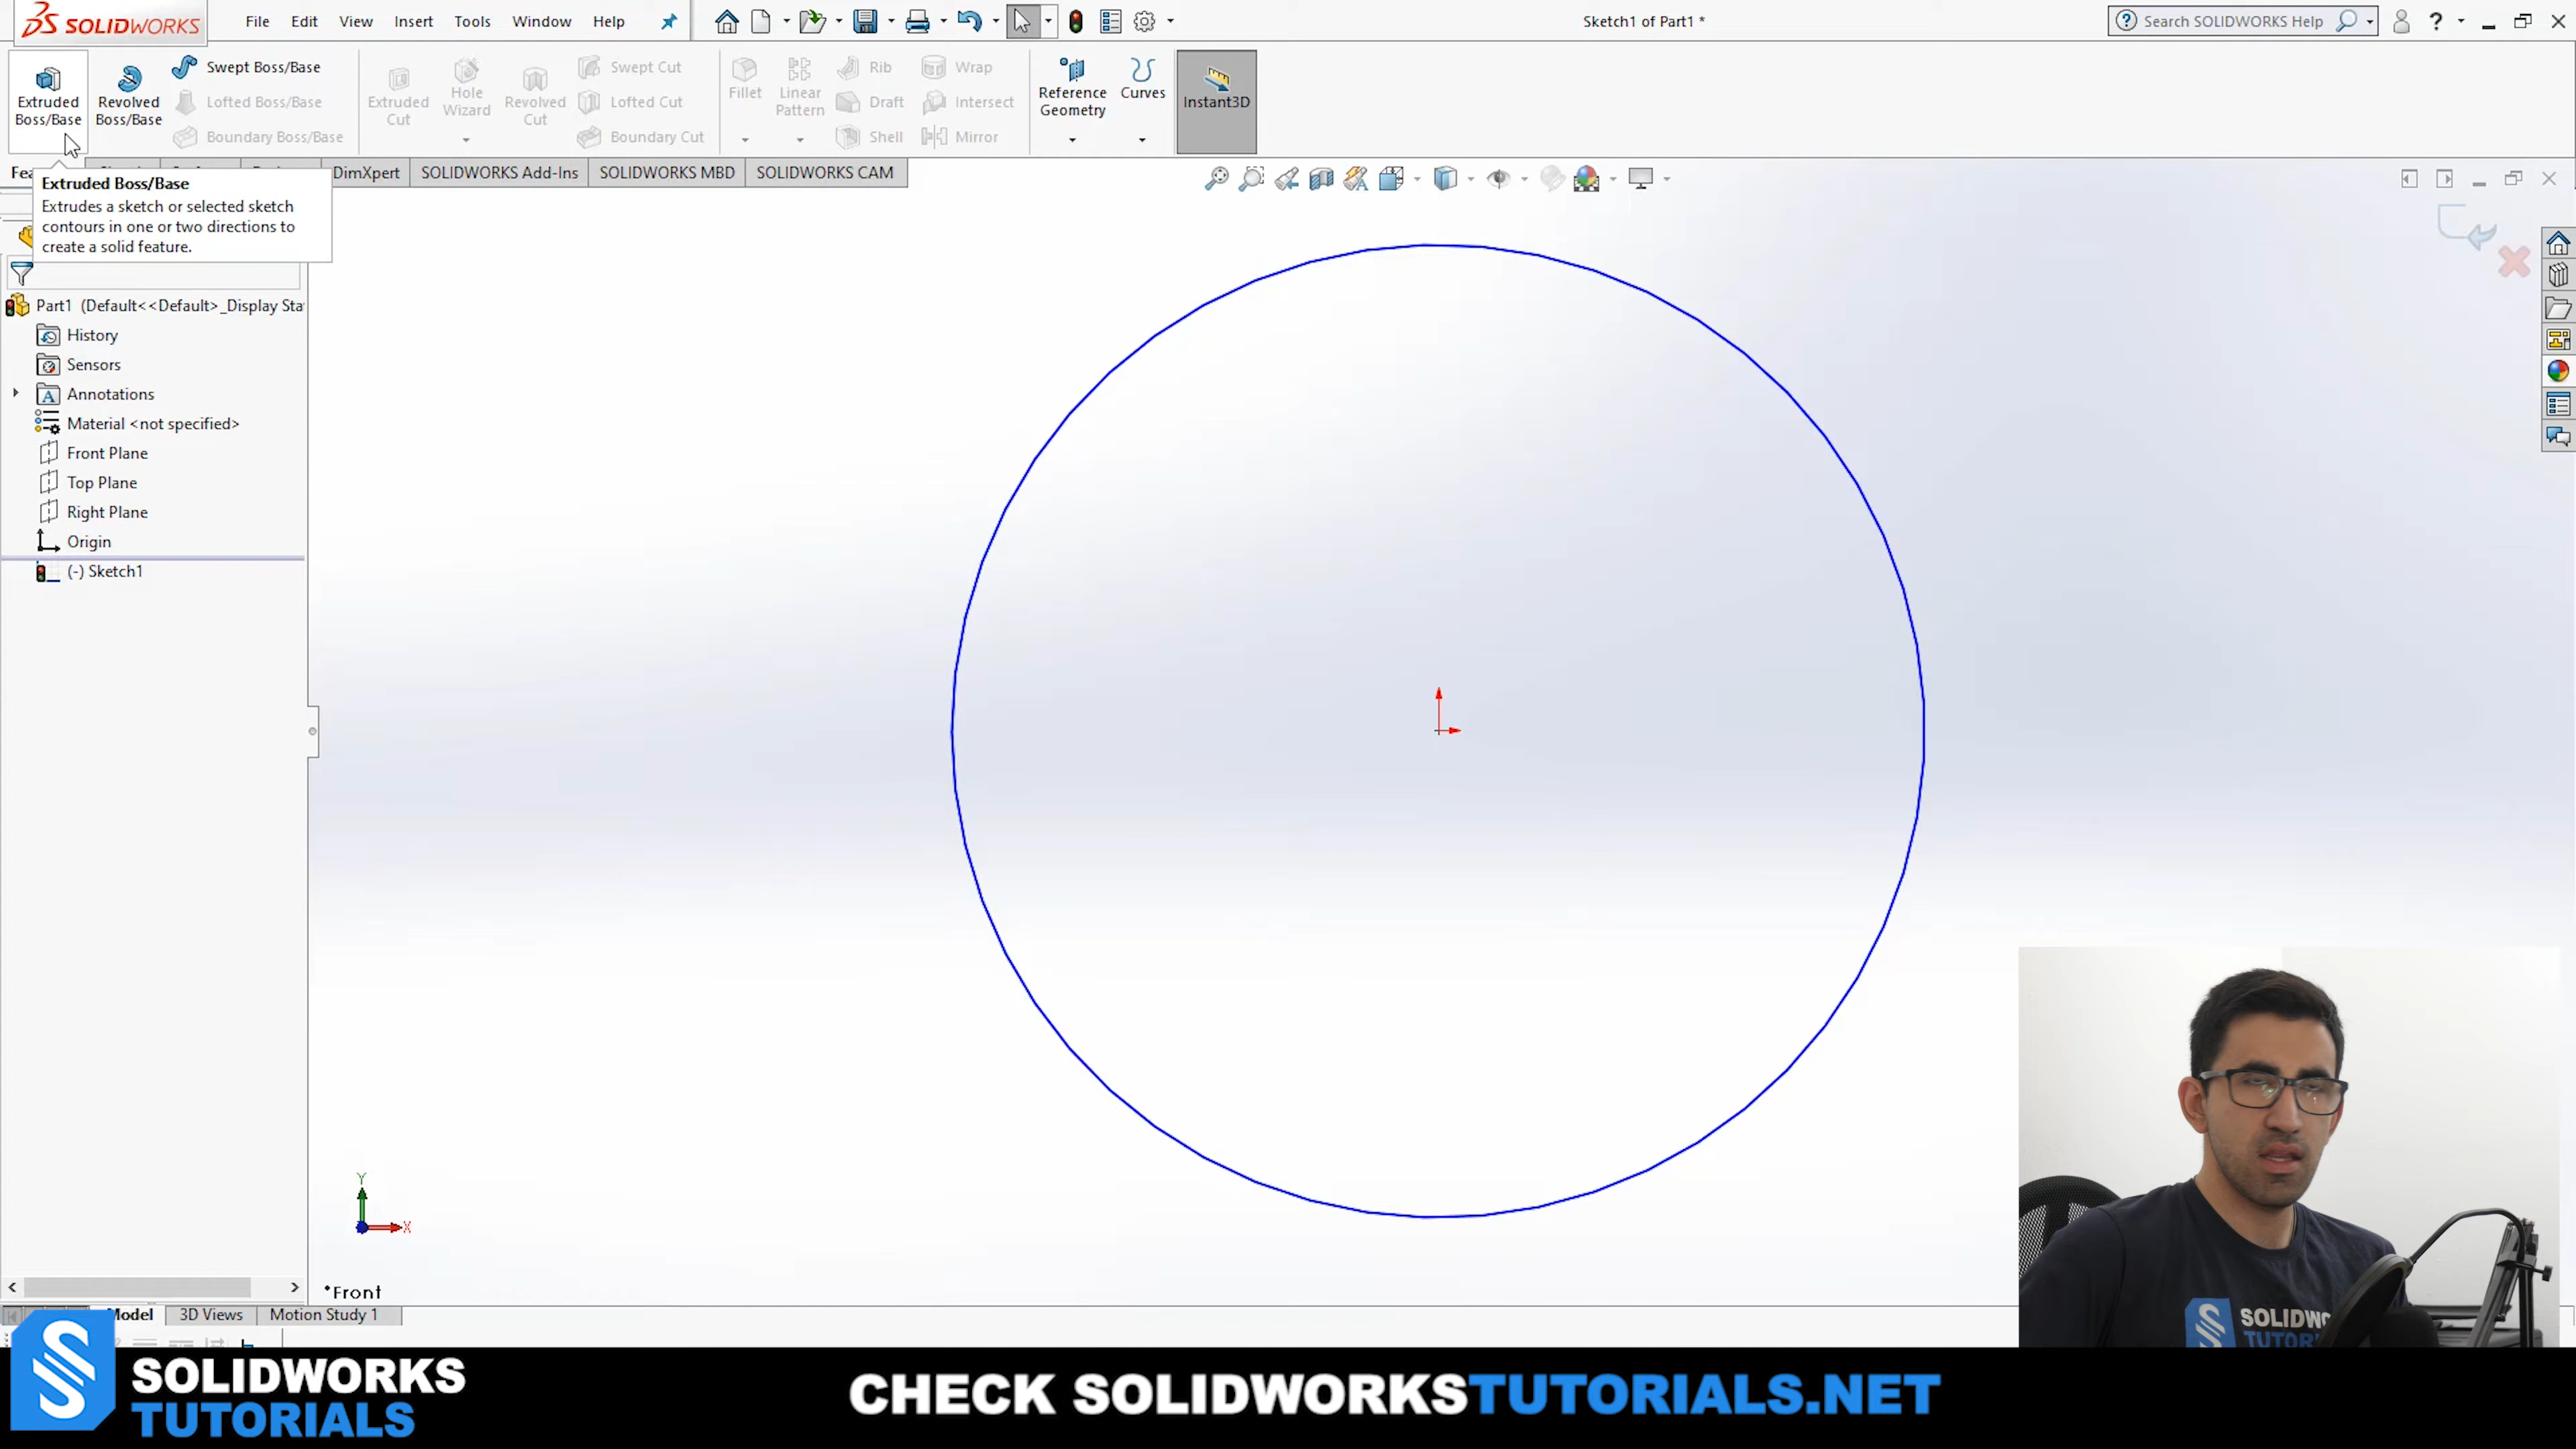 SOLIDWORKS
File Edit View Insert Tools Window Help
Sketch1 of Part1 *
Search SOLIDWORKS Help
Extruded Boss/Base
Revolved Boss/Base
Swept Boss/Base
Lofted Boss/Base
Boundary Boss/Base
Extruded Cut
Hole Wizard
Revolved Cut
Swept Cut
Lofted Cut
Boundary Cut
Fillet
Linear Pattern
Rib
Draft
Shell
Wrap
Intersect
Mirror
Reference Geometry
Curves
Instant3D
DimXpert
SOLIDWORKS Add-Ins
SOLIDWORKS MBD
SOLIDWORKS CAM
Extruded Boss/Base
Extrudes a sketch or selected sketch
contours in one or two directions to
create a solid feature.
Part1 (Default<<Default>_Display Sta
History
Sensors
Annotations
Material <not specified>
Front Plane
Top Plane
Right Plane
Origin
(-) Sketch1
Y
X
*Front
Model
3D Views
Motion Study 1
SOLIDWORKS
TUTORIALS
CHECK SOLIDWORKSTUTORIALS.NET